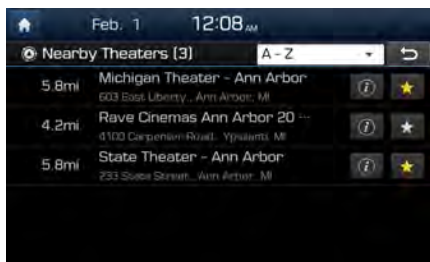 Feb. 1 12:08 AM
Nearby Theaters (3) A - Z
5.8mi Michigan Theater - Ann Arbor
603 East Liberty., Ann Arbor, MI
4.2mi Rave Cinemas Ann Arbor 20 ···
4100 Carpenter Road., Ypsilanti, MI
5.8mi State Theater - Ann Arbor
233 State Street., Ann Arbor, MI